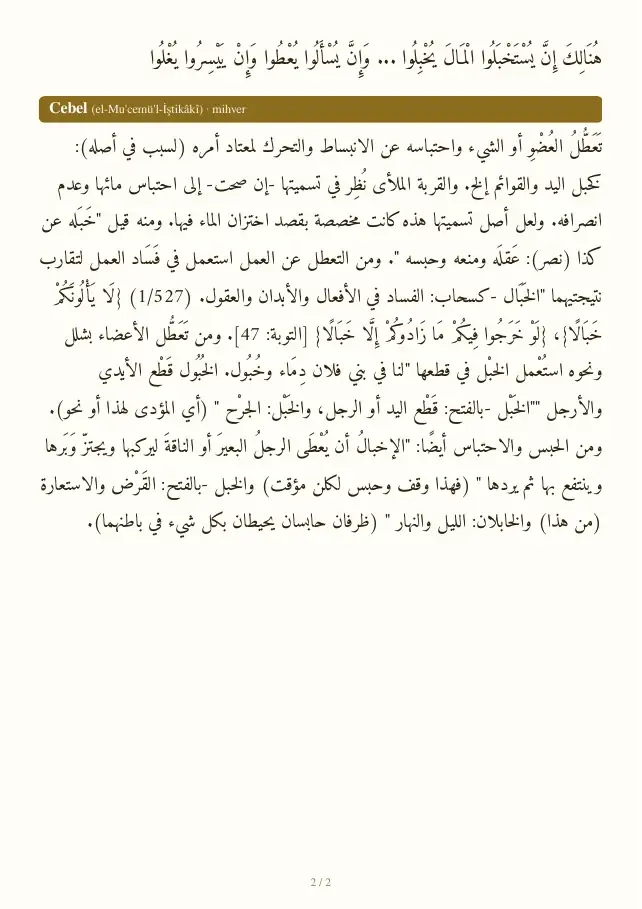 هُنَالِكَ إِنَّ يُسْتَخْبَلُوا الْمَالَ يُخْبِلُوا ... وَإِنَّ يُسْأَلُوا يُعْطُوا وَإِنْ يَيْسِرُوا يُغْلُوا
Cebel (el-Mu'cemü'l-İştikâkî) · mihver
تَعَطُّلُ العُضْوِ أو الشيء واحتباسه عن الانبساط والتحرك لمعتاد أمره (لسبب في أصله):
كخبل اليد والقوائم إلخ. والقربة الملأى نُظِر في تسميتها -إن صحت- إلى احتباس مائها وعدم
انصرافه. ولعل أصل تسميتها هذه كانت مخصصة بقصد اختزان الماء فيها. ومنه قيل "خَبَله عن
كذا (نصر): عَقلَه ومنعه وحبسه ". ومن التعطل عن العمل استعمل في فَسَاد العمل لتقارب
نتيجتيهما "الخَبَال -كسحاب: الفساد في الأفعال والأبدان والعقول. (1/527) {لَا يَأْلُونَكُمْ
خَبَالًا}، {لَوْ خَرَجُوا فِيكُمْ مَا زَادُوكُمْ إِلَّا خَبَالًا} [التوبة: 47]. ومن تَعَطُّل الأعضاء بشلل
ونحوه استُعْمل الخبْل في قطعها "لنا في بني فلان دِمَاء وخُبُول. الخُبُول قَطْع الأيدي
والأرجل ""الخَبْل -بالفتح: قَطْع اليد أو الرجل، والخَبْل: الجرْح " (أي المؤدى لهذا أو نحو).
ومن الحبس والاحتباس أيضًا: "الإخبالُ أن يُعْطَى الرجلُ البعيرَ أو الناقةَ ليركبها ويجتزّ وَبَرها
وينتفع بها ثم يردها " (فهذا وقف وحبس لكلن مؤقت) والخبل -بالفتح: القَرْض والاستعارة
(من هذا) والخابلان: الليل والنهار " (ظرفان حابسان يحيطان بكل شيء في باطنهما).
2 / 2